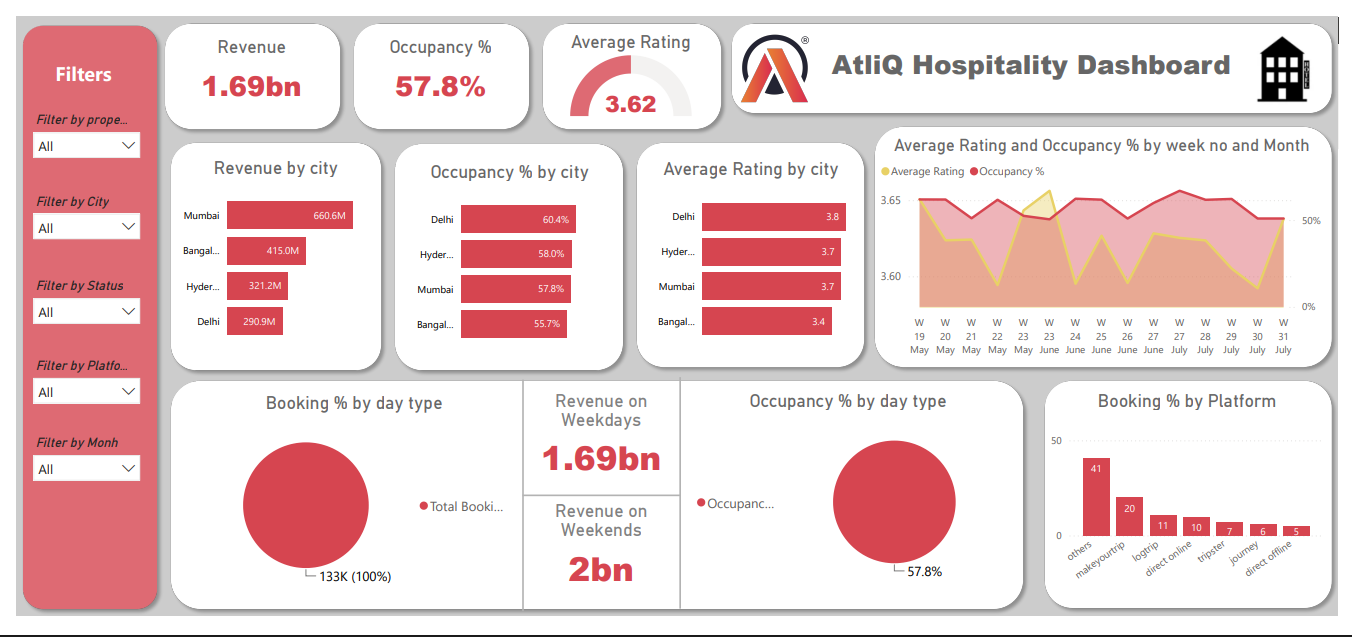 Filters
Filter by prope...
All
Filter by City
All
Filter by Status
All
Filter by Platfo...
All
Filter by Monh
All
Revenue
1.69bn
Occupancy %
57.8%
Average Rating
3.62
®
AtliQ Hospitality Dashboard
Revenue by city
Mumbai 660.6M
Bangal... 415.0M
Hyder... 321.2M
Delhi 290.9M
Occupancy % by city
Delhi 60.4%
Hyder... 58.0%
Mumbai 57.8%
Bangal... 55.7%
Average Rating by city
Delhi 3.8
Hyder... 3.7
Mumbai 3.7
Bangal... 3.4
Average Rating and Occupancy % by week no and Month
Average Rating Occupancy %
3.65
50%
3.60
0%
W W W W W W W W W W W W W W W
19 20 21 22 23 23 24 25 26 27 27 28 29 30 31
May May May May May June June June June June July July July July July
Booking % by day type
Total Booki...
133K (100%)
Revenue on
Weekdays
1.69bn
Revenue on
Weekends
2bn
Occupancy % by day type
Occupanc...
57.8%
Booking % by Platform
50
0
41 20 11 10 7 6 5
others makeyourtrip logtrip direct online tripster journey direct offline